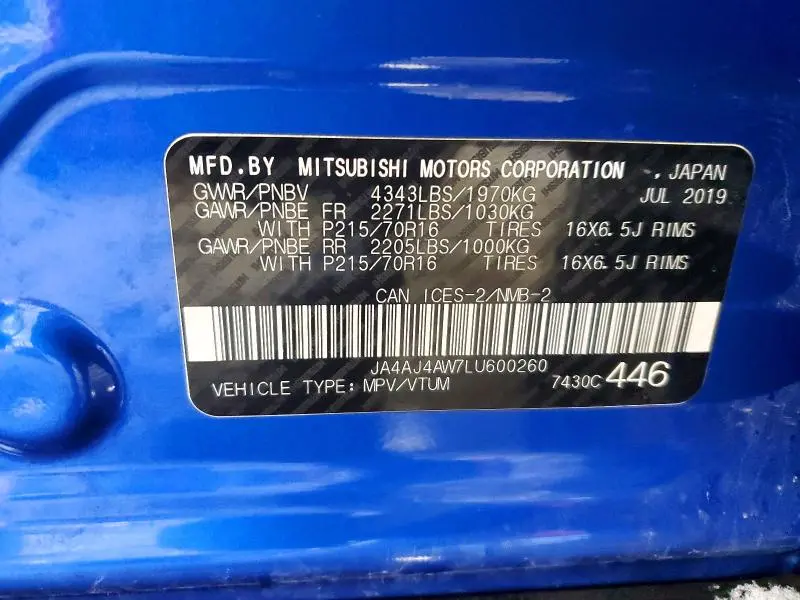 MFD.BY MITSUBISHI MOTORS CORPORATION , JAPAN
GVWR/PNBV 4343LBS/1970KG JUL 2019
GAWR/PNBE FR 2271LBS/1030KG
WITH P215/70R16 TIRES 16X6.5J RIMS
GAWR/PNBE RR 2205LBS/1000KG
WITH P215/70R16 TIRES 16X6.5J RIMS
CAN ICES-2/NMB-2
JA4AJ4AW7LU600260
VEHICLE TYPE: MPV/VTUM 7430C 446